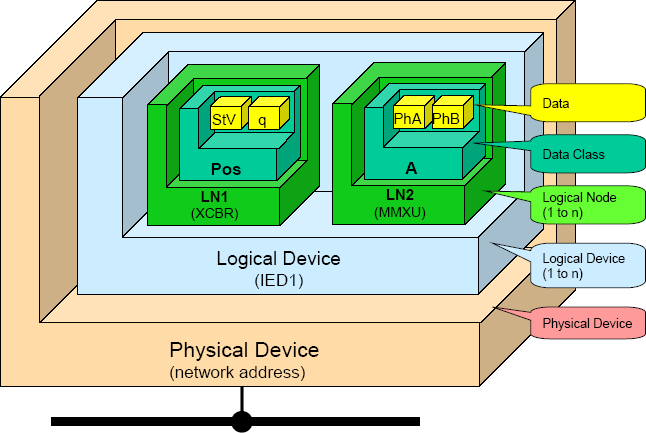 StV
q
PhA
PhB
Pos
A
LN1
(XCBR)
LN2
(MMXU)
Logical Device
(IED1)
Physical Device
(network address)
Data
Data Class
Logical Node
(1 to n)
Logical Device
(1 to n)
Physical Device